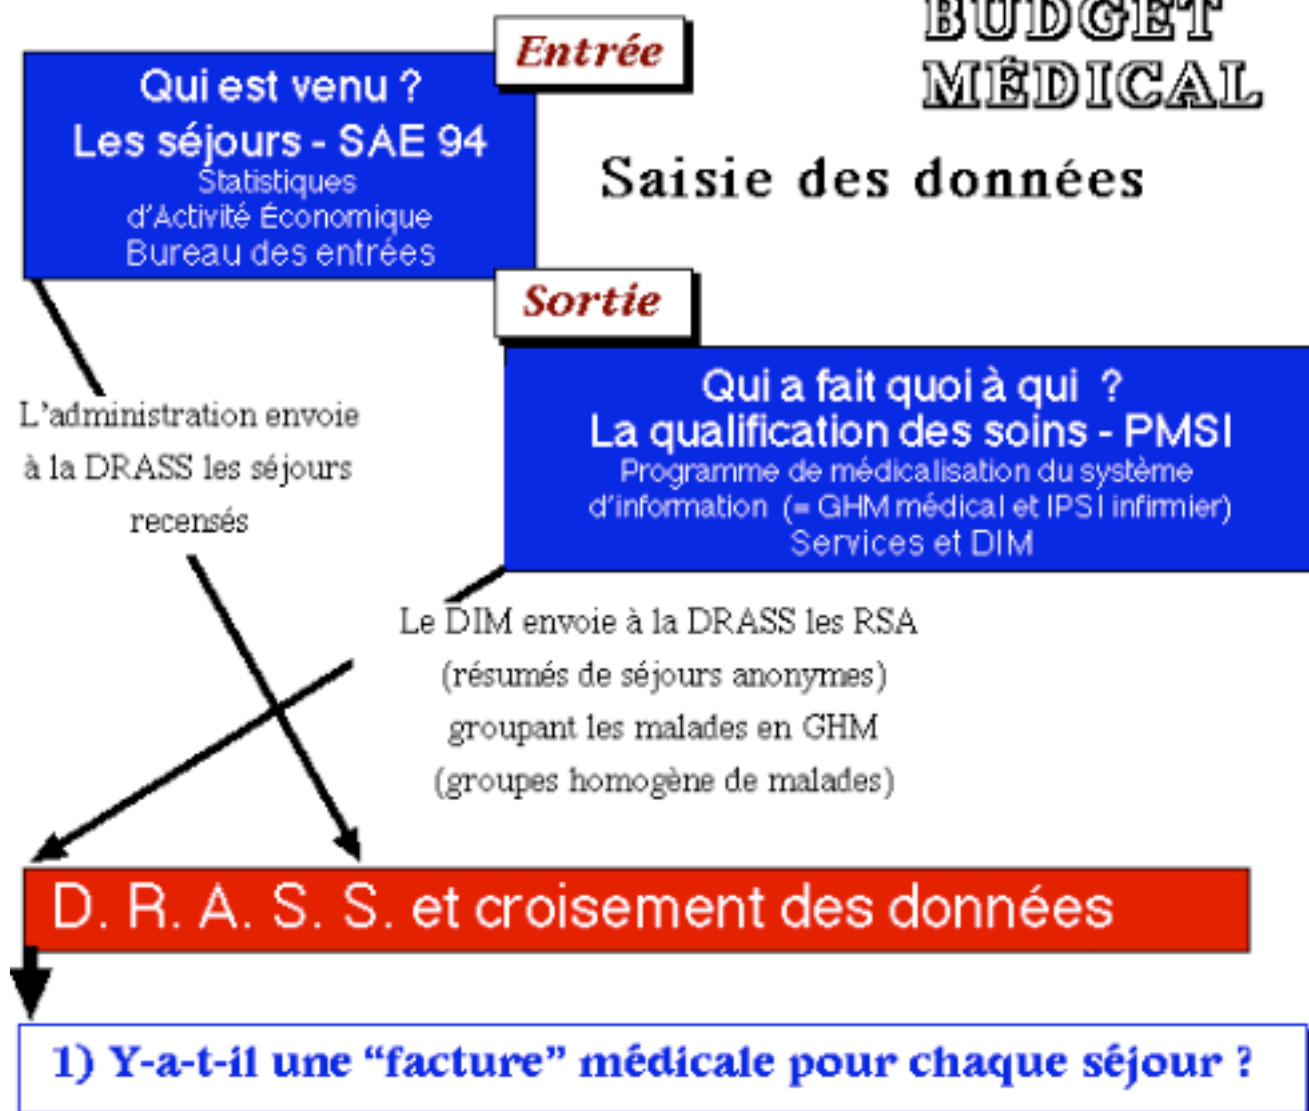 BUDGET
MÉDICAL
Entrée
Qui est venu ?
Les séjours - SAE 94
Statistiques
d'Activité Économique
Bureau des entrées
Saisie des données
Sortie
Qui a fait quoi à qui ?
La qualification des soins - PMSI
Programme de médicalisation du système
d'information (= GHM médical et IPSI infirmier)
Services et DIM
L'administration envoie
à la DRASS les séjours
recensés
Le DIM envoie à la DRASS les RSA
(résumés de séjours anonymes)
groupant les malades en GHM
(groupes homogène de malades)
D. R. A. S. S. et croisement des données
1) Y-a-t-il une “facture” médicale pour chaque séjour ?